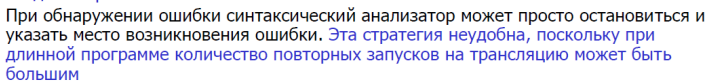 При обнаружении ошибки синтаксический анализатор может просто остановиться и
указать место возникновения ошибки. Эта стратегия неудобна, поскольку при
длинной программе количество повторных запусков на трансляцию может быть
большим